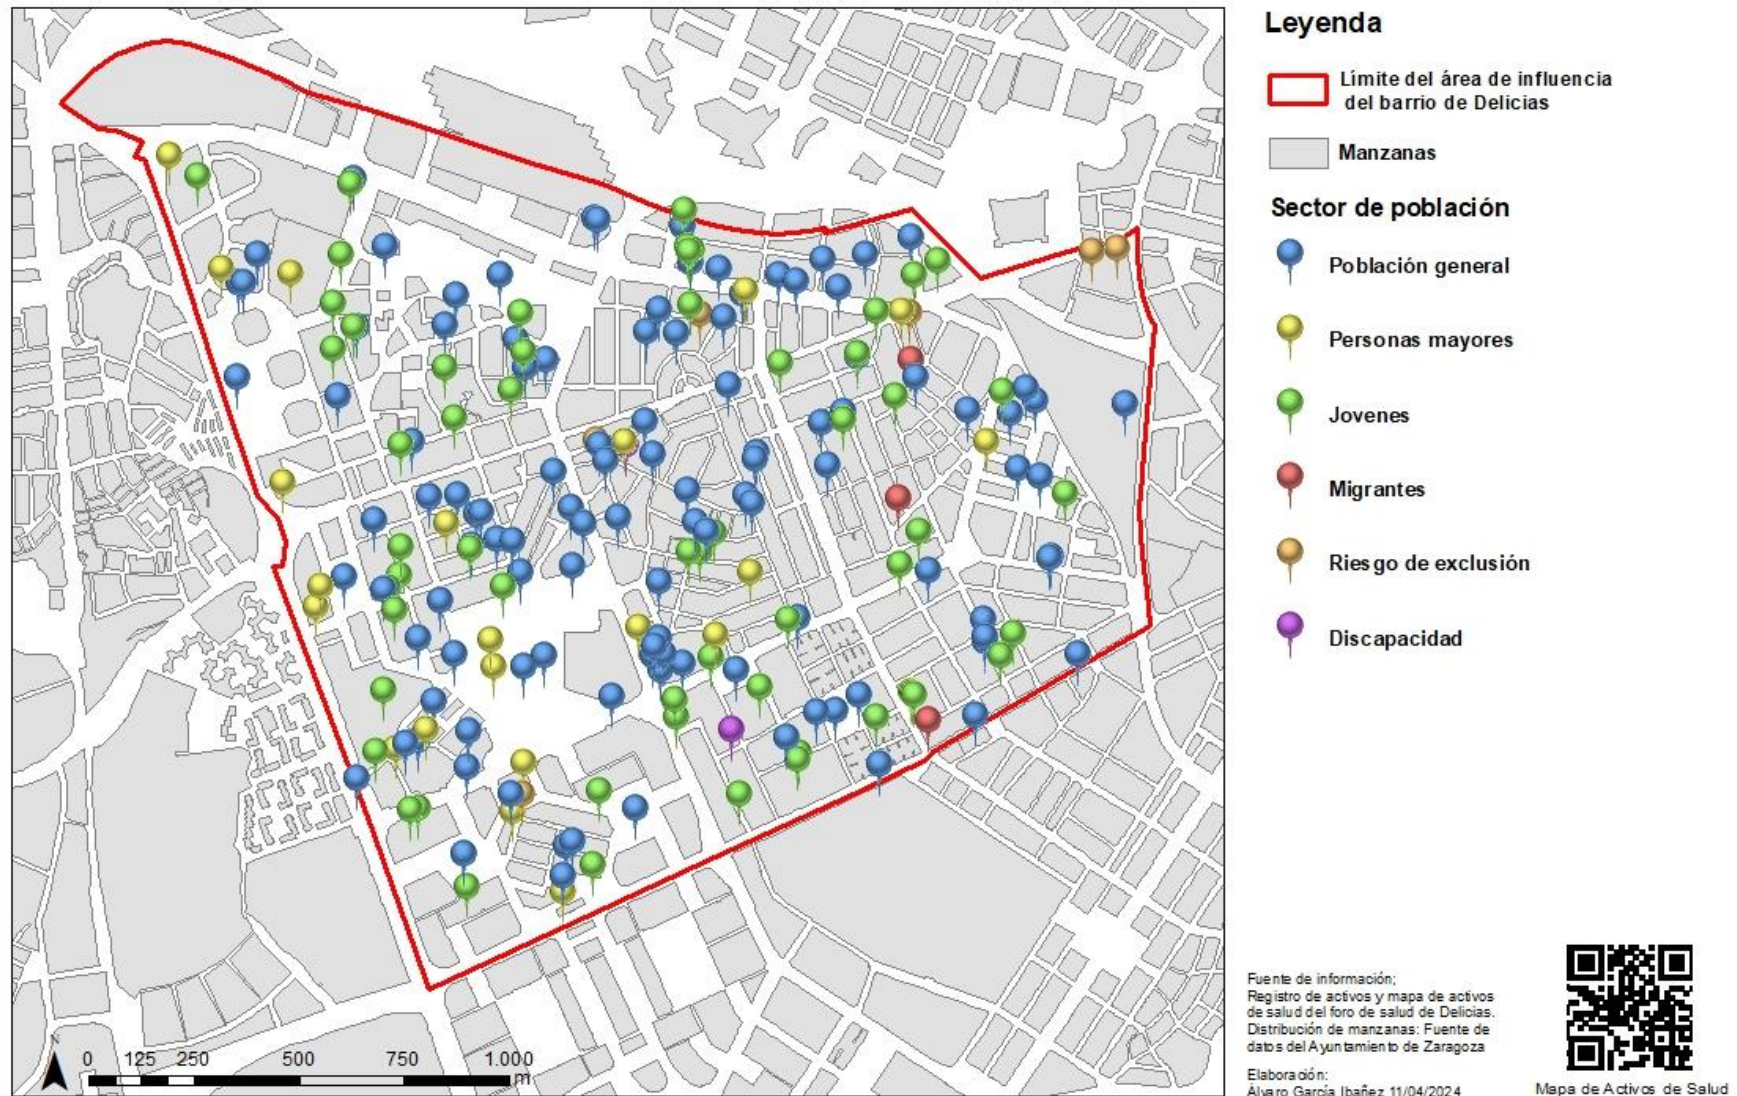 Leyenda
Límite del área de influencia
del barrio de Delicias
Manzanas
Sector de población
Población general
Personas mayores
Jovenes
Migrantes
Riesgo de exclusión
Discapacidad
N
0 125 250 500 750 1.000
m
Fuente de información;
Registro de activos y mapa de activos
de salud del foro de salud de Delicias.
Distribución de manzanas: Fuente de
datos del Ayuntamiento de Zaragoza
Elaboración:
Álvaro García Ibañez 11/04/2024
Mapa de Activos de Salud